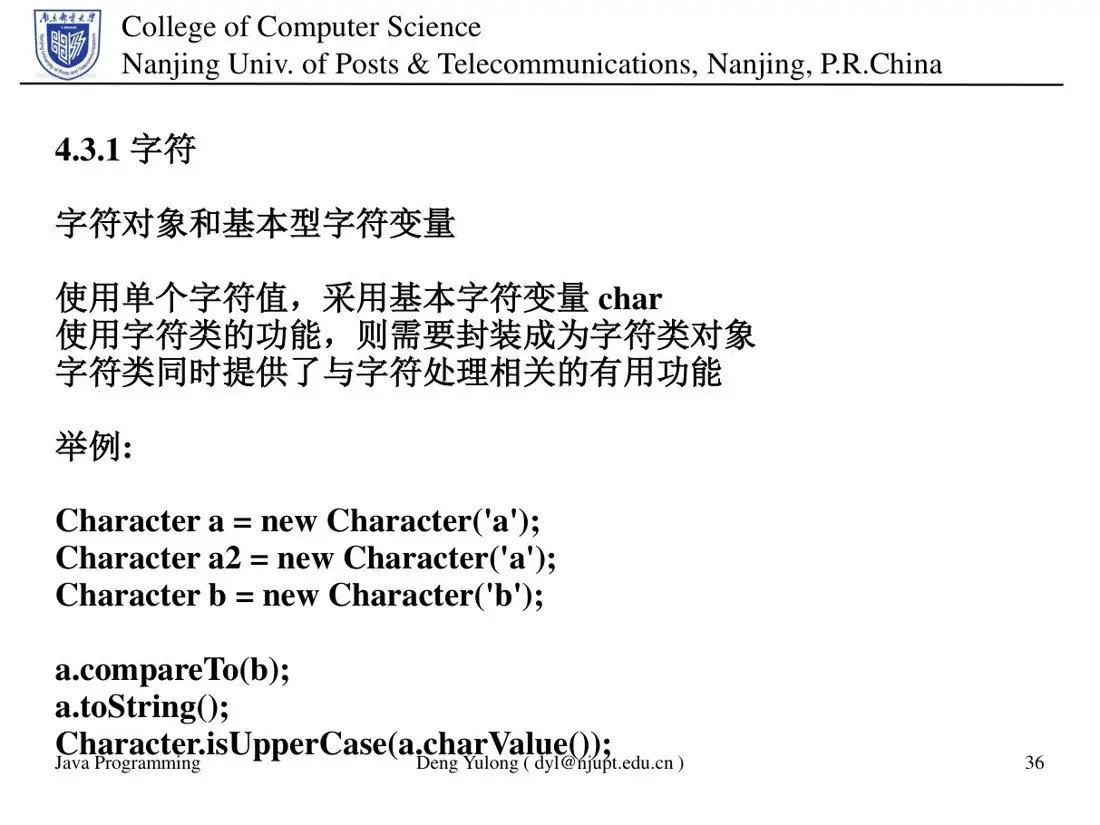 College of Computer Science
Nanjing Univ. of Posts & Telecommunications, Nanjing, P.R.China
4.3.1 字符
字符对象和基本型字符变量
使用单个字符值，采用基本字符变量 char
使用字符类的功能，则需要封装成为字符类对象
字符类同时提供了与字符处理相关的有用功能
举例:
Character a = new Character('a');
Character a2 = new Character('a');
Character b = new Character('b');
a.compareTo(b);
a.toString();
Character.isUpperCase(a.charValue());
Java Programming Deng Yulong ( dyl@njupt.edu.cn ) 36